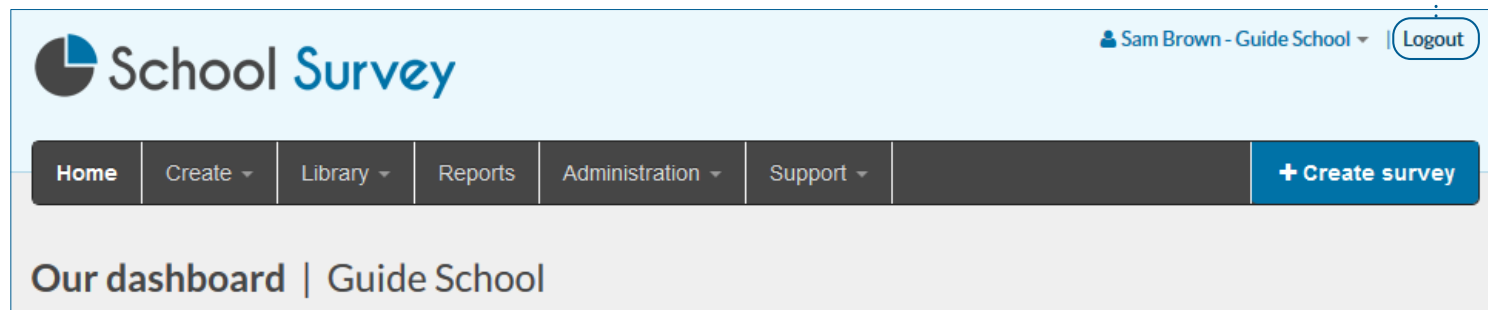 School Survey
Sam Brown - Guide School | Logout
Home Create Library Reports Administration Support + Create survey
Our dashboard | Guide School